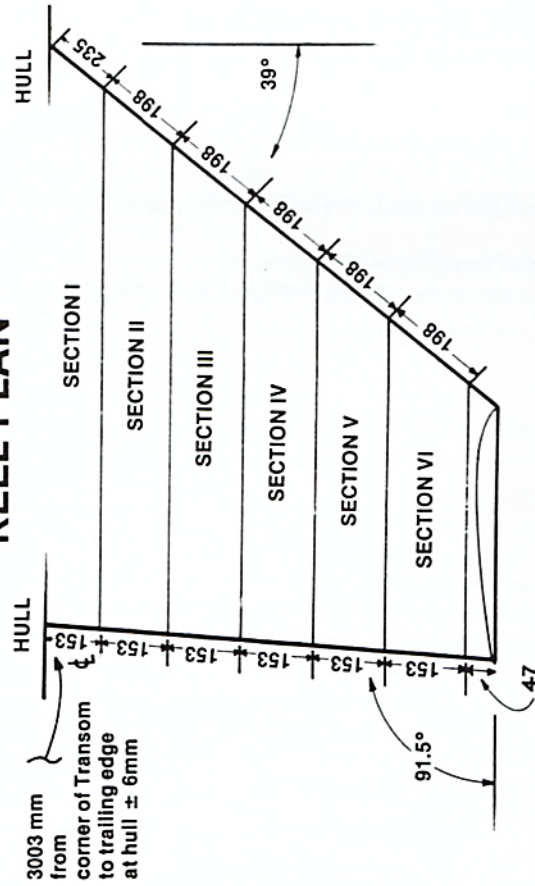 KEEL PLAN
HULL
HULL
3003 mm
from
corner of Transom
to trailing edge
at hull ± 6mm
℄
153
153
153
153
153
153
47
91.5°
SECTION I
SECTION II
SECTION III
SECTION IV
SECTION V
SECTION VI
235
198
198
198
198
198
39°